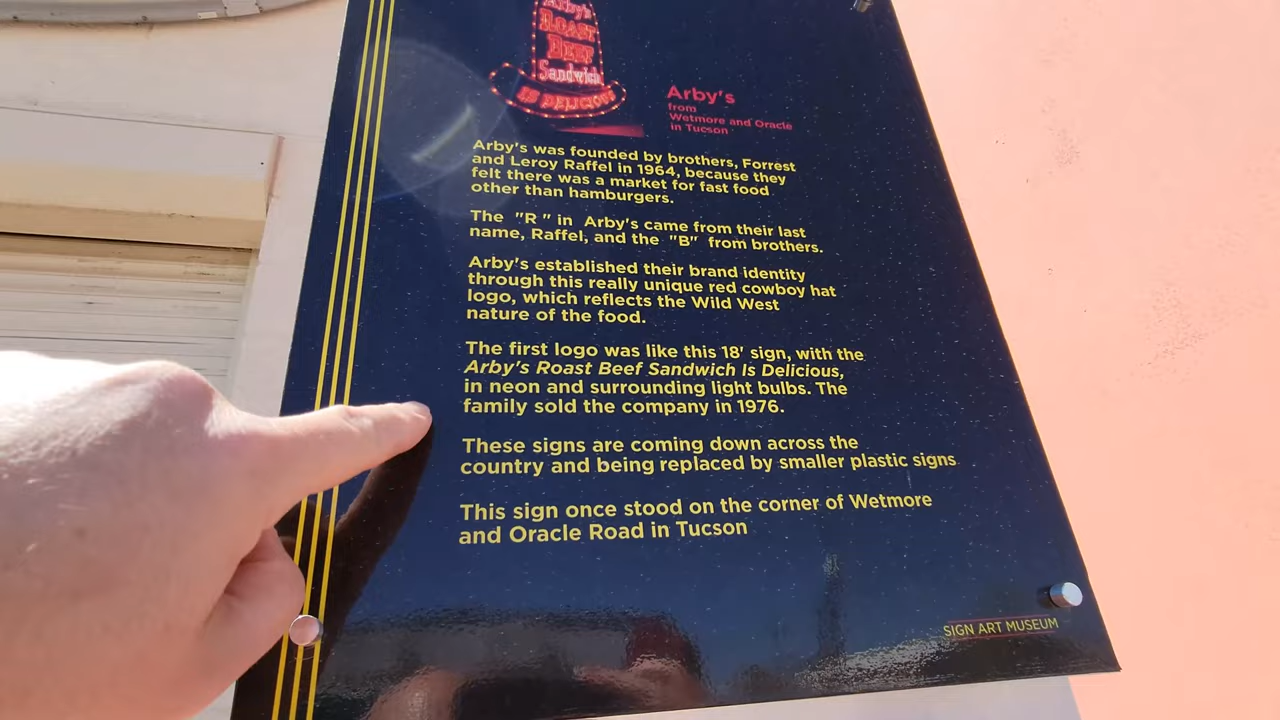 Arby's
ROAST
BEEF
Sandwich
IS DELICIOUS
Arby's
from
Wetmore and Oracle
in Tucson
Arby's was founded by brothers, Forrest
and Leroy Raffel in 1964, because they
felt there was a market for fast food
other than hamburgers.
The "R " in Arby's came from their last
name, Raffel, and the "B" from brothers.
Arby's established their brand identity
through this really unique red cowboy hat
logo, which reflects the Wild West
nature of the food.
The first logo was like this 18' sign, with the
Arby's Roast Beef Sandwich Is Delicious,
in neon and surrounding light bulbs. The
family sold the company in 1976.
These signs are coming down across the
country and being replaced by smaller plastic signs
This sign once stood on the corner of Wetmore
and Oracle Road in Tucson
SIGN ART MUSEUM